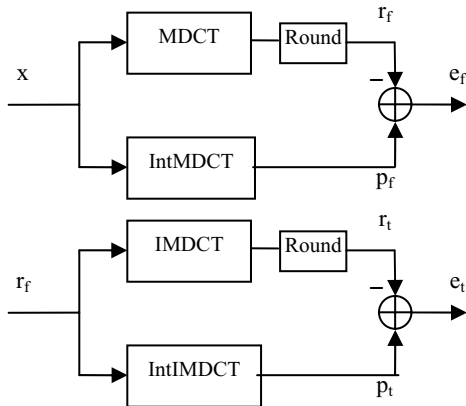 r_f
MDCT
Round
x
e_f
−
IntMDCT
p_f
IMDCT
r_t
Round
r_f
e_t
−
IntIMDCT
p_t